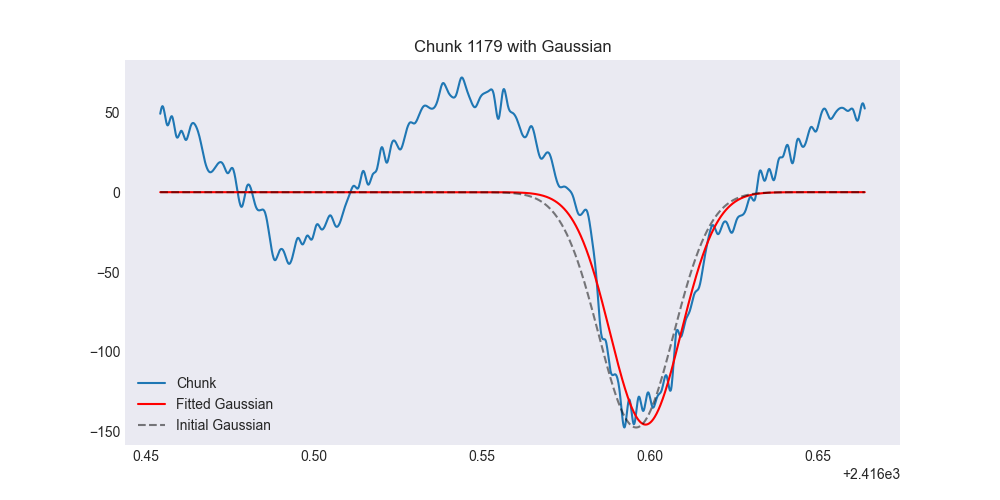 Chunk 1179 with Gaussian
50
0
−50
−100
−150
Chunk
Fitted Gaussian
Initial Gaussian
0.45 0.50 0.55 0.60 0.65
+2.416e3